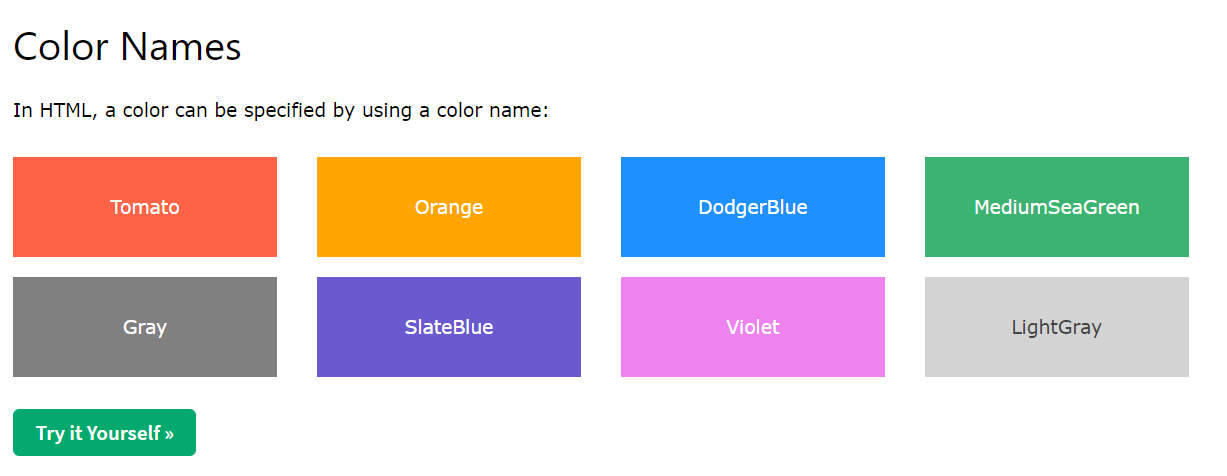 Color Names
In HTML, a color can be specified by using a color name:
Tomato
Orange
DodgerBlue
MediumSeaGreen
Gray
SlateBlue
Violet
LightGray
Try it Yourself »